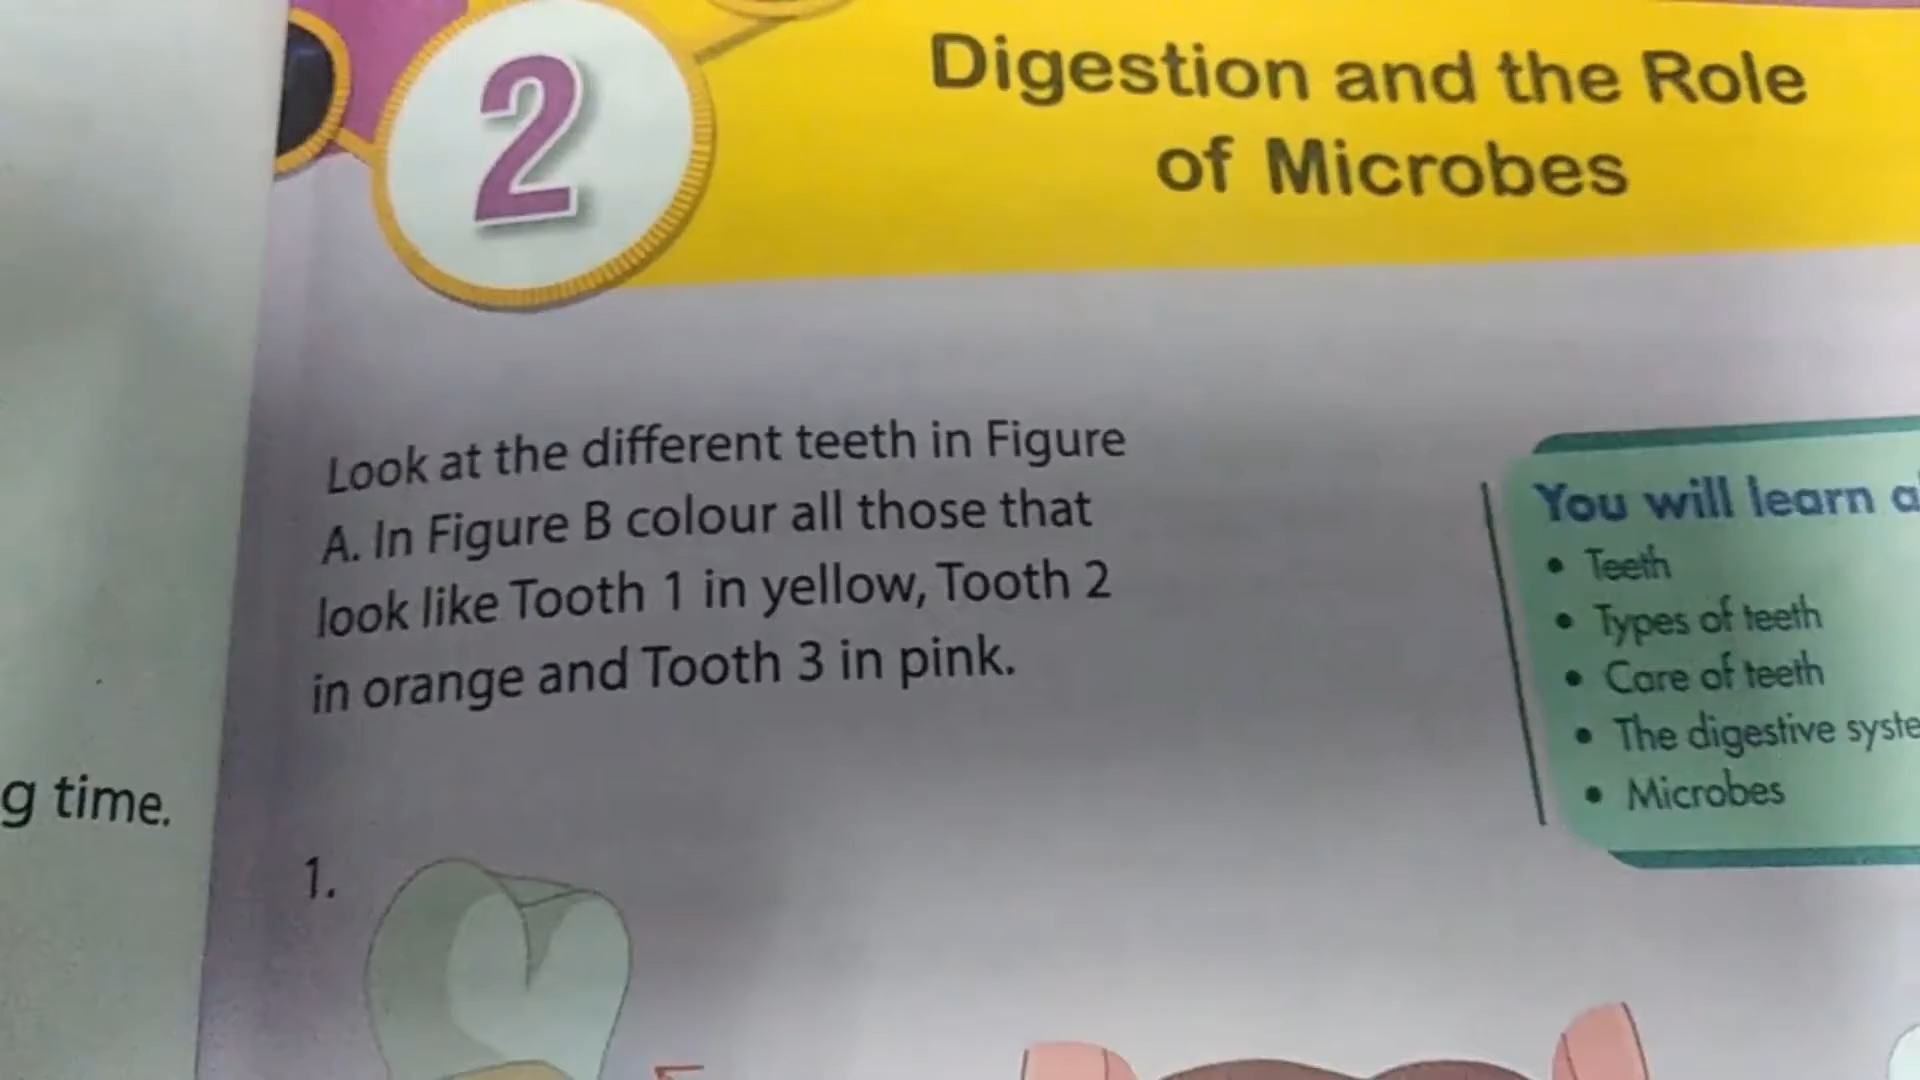 2
Digestion and the Role
of Microbes
Look at the different teeth in Figure
A. In Figure B colour all those that
look like Tooth 1 in yellow, Tooth 2
in orange and Tooth 3 in pink.
You will learn
• Teeth
• Types of teeth
• Care of teeth
• The digestive
• Microbes
g time.
1.